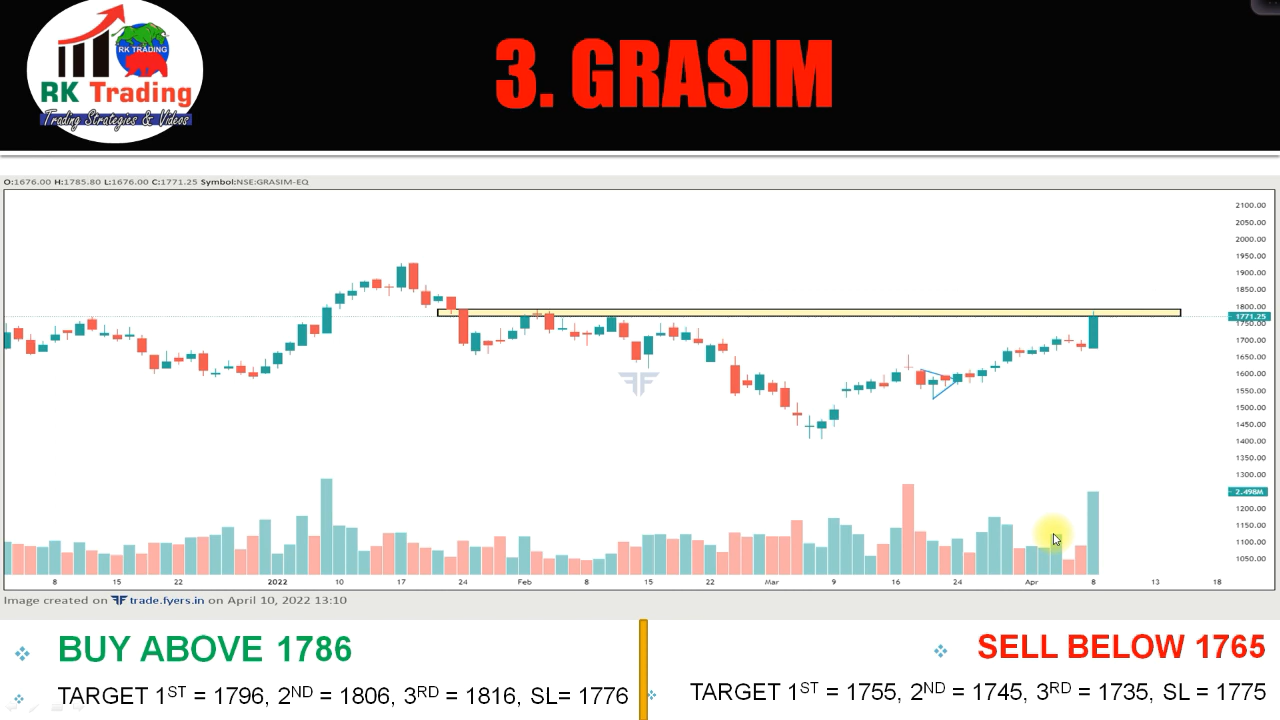 RK TRADING
RK Trading
Trading Strategies & Videos
3. GRASIM
O:1676.00 H:1785.80 L:1676.00 C:1771.25 Symbol:NSE:GRASIM-EQ
2100.00
2050.00
2000.00
1950.00
1900.00
1850.00
1800.00
1771.25
1750.00
1700.00
1650.00
1600.00
1550.00
1500.00
1450.00
1400.00
1350.00
1300.00
2.498M
1200.00
1150.00
1100.00
1050.00
8 15 22 2022 10 17 24 Feb 8 15 22 Mar 9 16 24 Apr 8 13 18
Image created on trade.fyers.in on April 10, 2022 13:10
BUY ABOVE 1786
TARGET 1ST = 1796, 2ND = 1806, 3RD = 1816, SL= 1776
SELL BELOW 1765
TARGET 1ST = 1755, 2ND = 1745, 3RD = 1735, SL = 1775